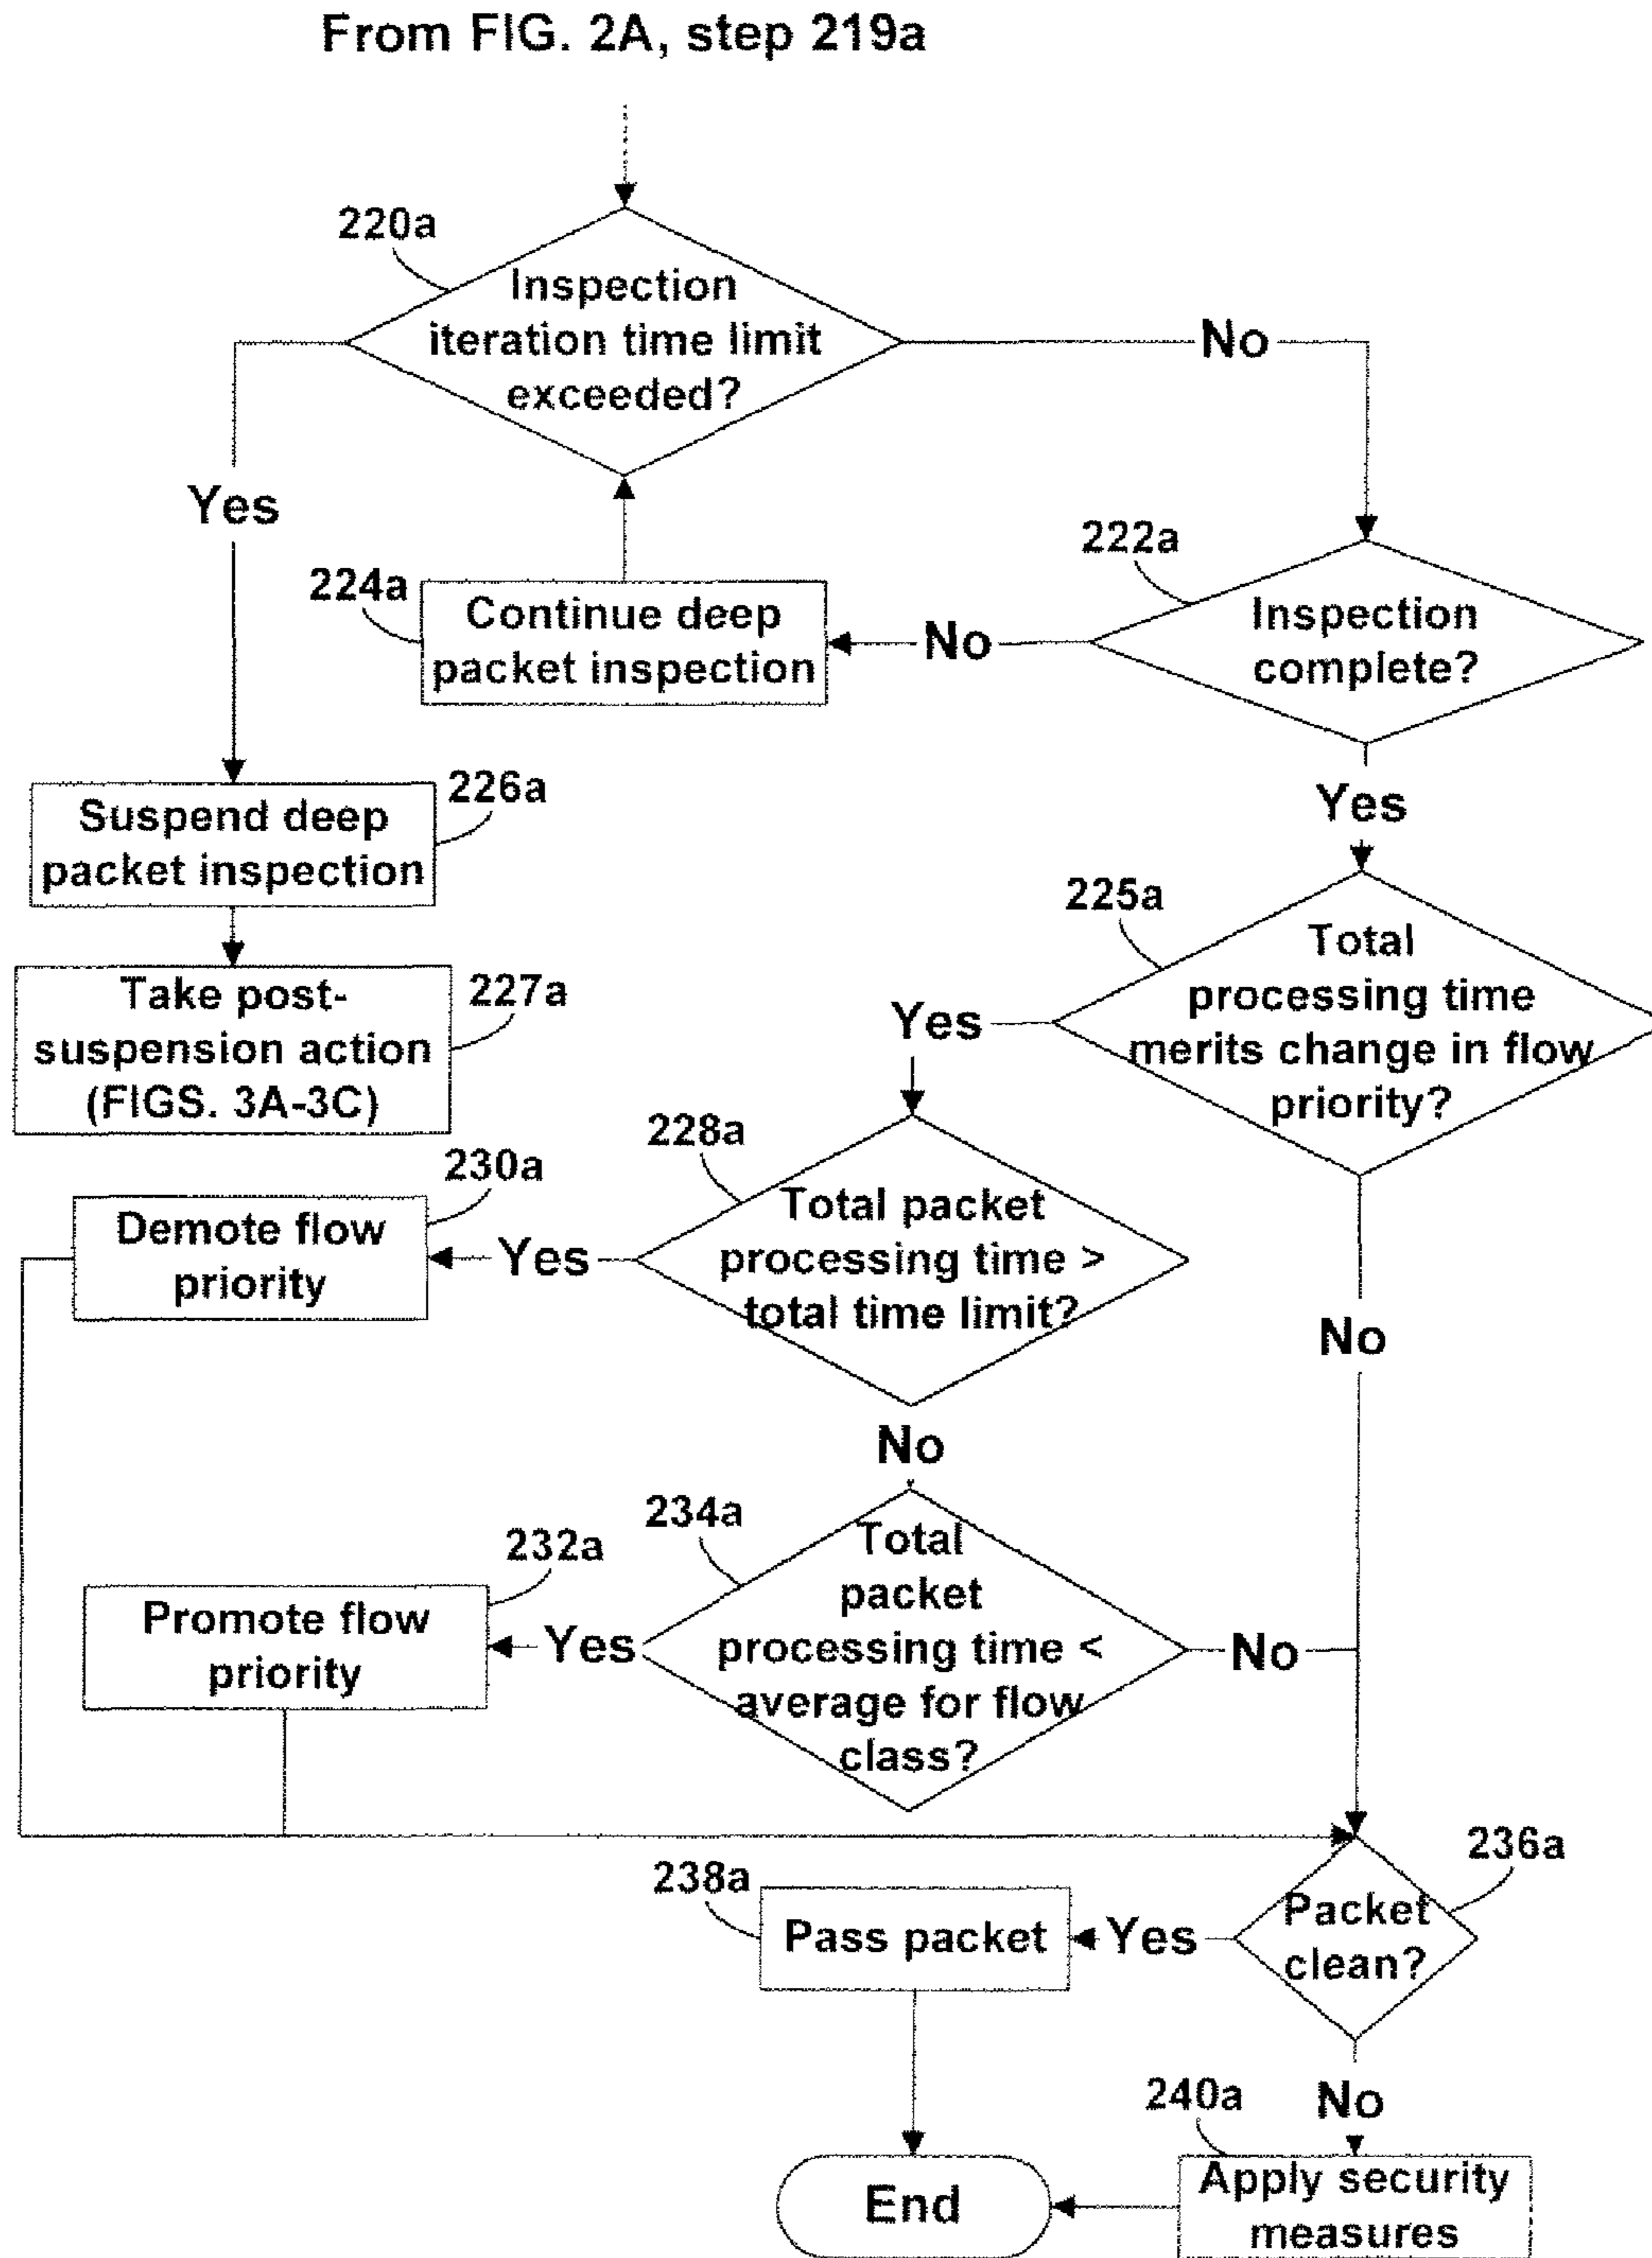 From FIG. 2A, step 219a
220a
Inspection
iteration time limit
exceeded?
No
Yes
222a
Inspection
complete?
224a
Continue deep
packet inspection
No
Yes
226a
Suspend deep
packet inspection
225a
Total
processing time
merits change in flow
priority?
Yes
227a
Take post-
suspension action
(FIGS. 3A-3C)
228a
Total packet
processing time >
total time limit?
230a
Demote flow
priority
Yes
No
No
234a
Total
packet
processing time <
average for flow
class?
232a
Promote flow
priority
Yes
No
236a
Packet
clean?
238a
Pass packet
Yes
No
240a
Apply security
measures
End